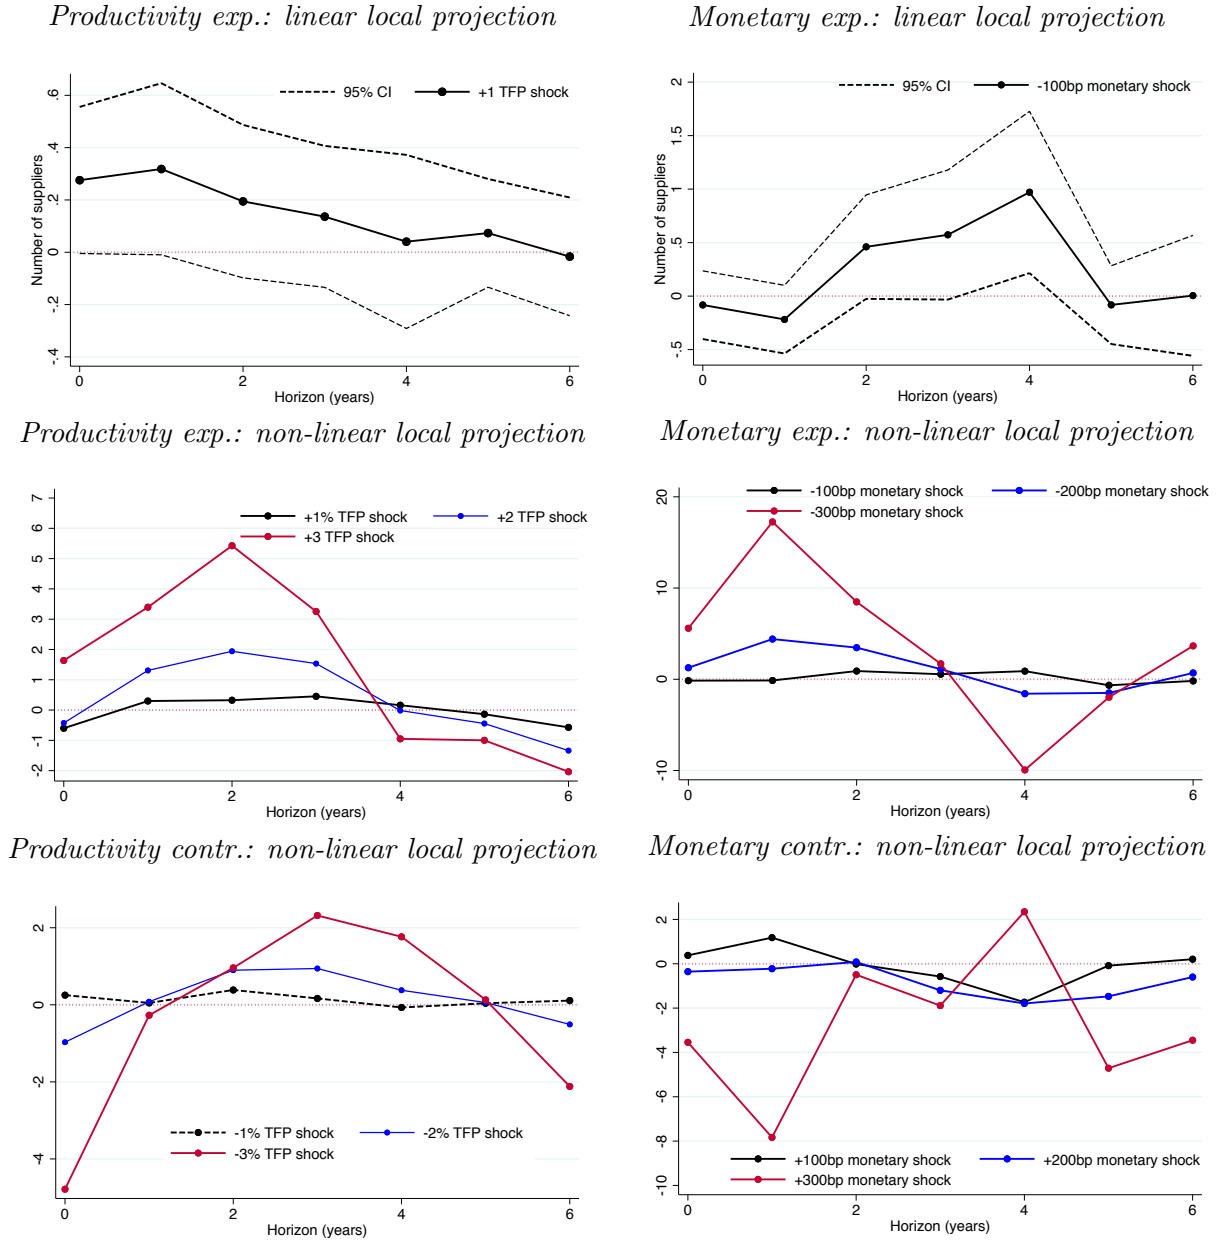 Productivity exp.: linear local projection
Number of suppliers
.6
.4
.2
0
-.2
-.4
95% CI
+1 TFP shock
0
2
4
6
Horizon (years)
Monetary exp.: linear local projection
Number of suppliers
2
1.5
1
.5
0
-.5
95% CI
-100bp monetary shock
0
2
4
6
Horizon (years)
Productivity exp.: non-linear local projection
7
6
5
4
3
2
1
0
-1
-2
+1% TFP shock
+2 TFP shock
+3 TFP shock
0
2
4
6
Horizon (years)
Monetary exp.: non-linear local projection
20
10
0
-10
-100bp monetary shock
-200bp monetary shock
-300bp monetary shock
0
2
4
6
Horizon (years)
Productivity contr.: non-linear local projection
2
0
-2
-4
-1% TFP shock
-2% TFP shock
-3% TFP shock
0
2
4
6
Horizon (years)
Monetary contr.: non-linear local projection
2
0
-2
-4
-6
-8
-10
+100bp monetary shock
+200bp monetary shock
+300bp monetary shock
0
2
4
6
Horizon (years)